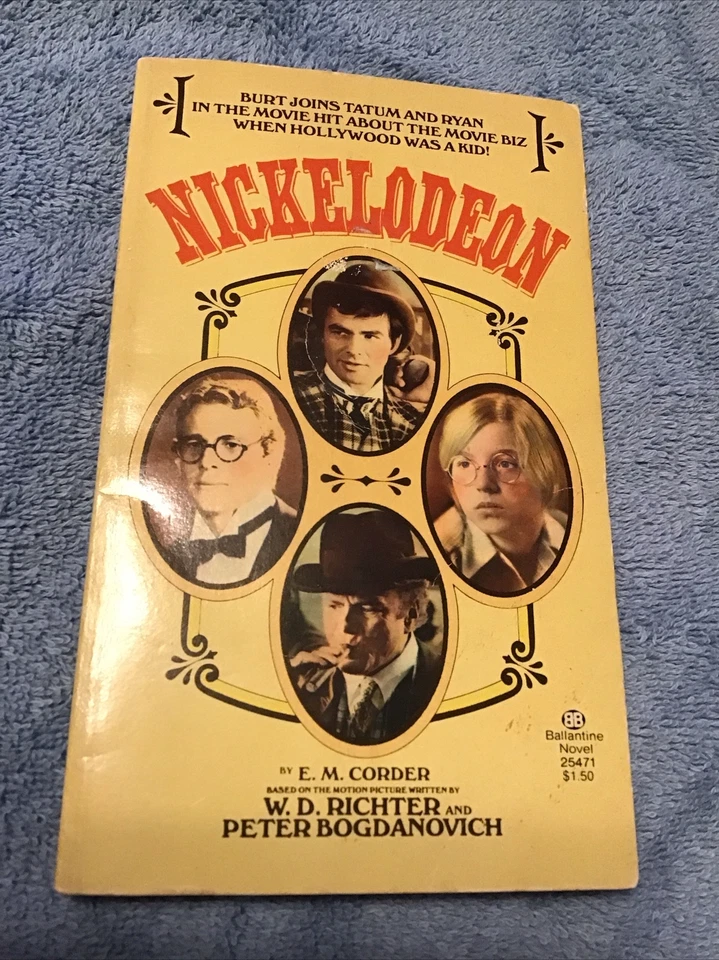 BURT JOINS TATUM AND RYAN
IN THE MOVIE HIT ABOUT THE MOVIE BIZ
WHEN HOLLYWOOD WAS A KID!
NICKELODEON
BB
Ballantine
Novel
25471
$1.50
BY E. M. CORDER
BASED ON THE MOTION PICTURE WRITTEN BY
W. D. RICHTER AND
PETER BOGDANOVICH